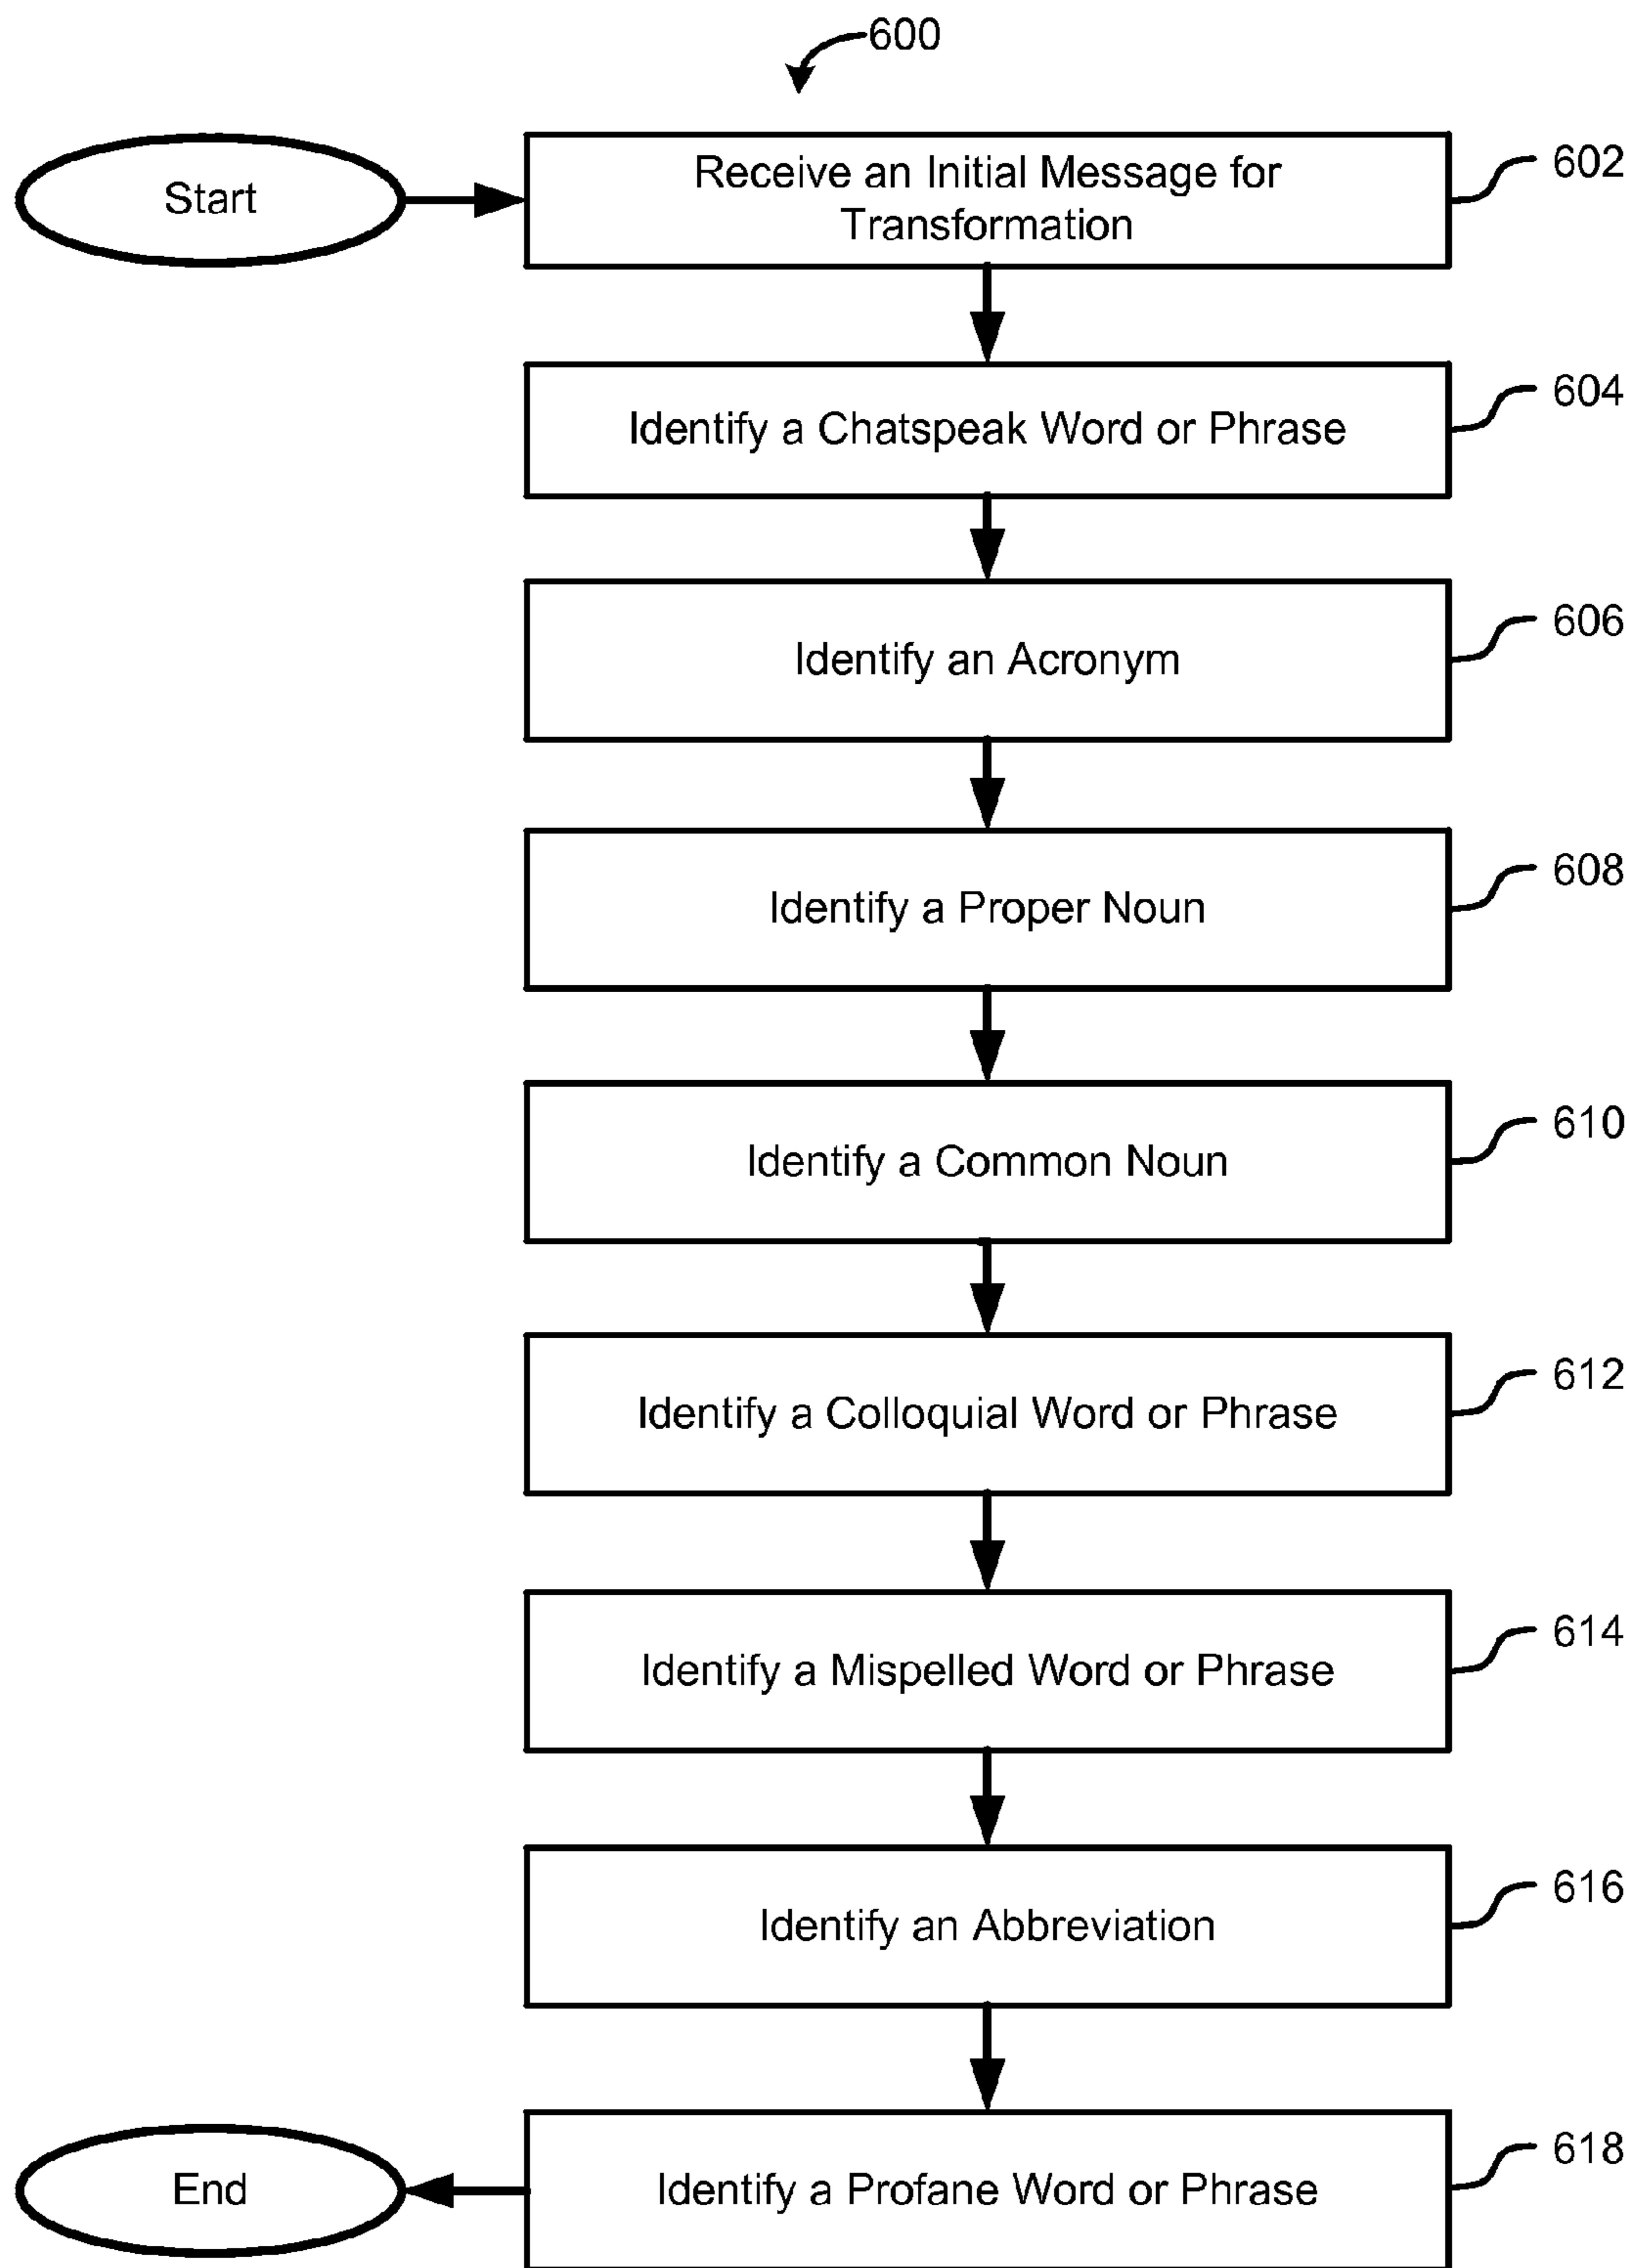 600
Start
Receive an Initial Message for
Transformation
602
Identify a Chatspeak Word or Phrase
604
Identify an Acronym
606
Identify a Proper Noun
608
Identify a Common Noun
610
Identify a Colloquial Word or Phrase
612
Identify a Mispelled Word or Phrase
614
Identify an Abbreviation
616
End
Identify a Profane Word or Phrase
618